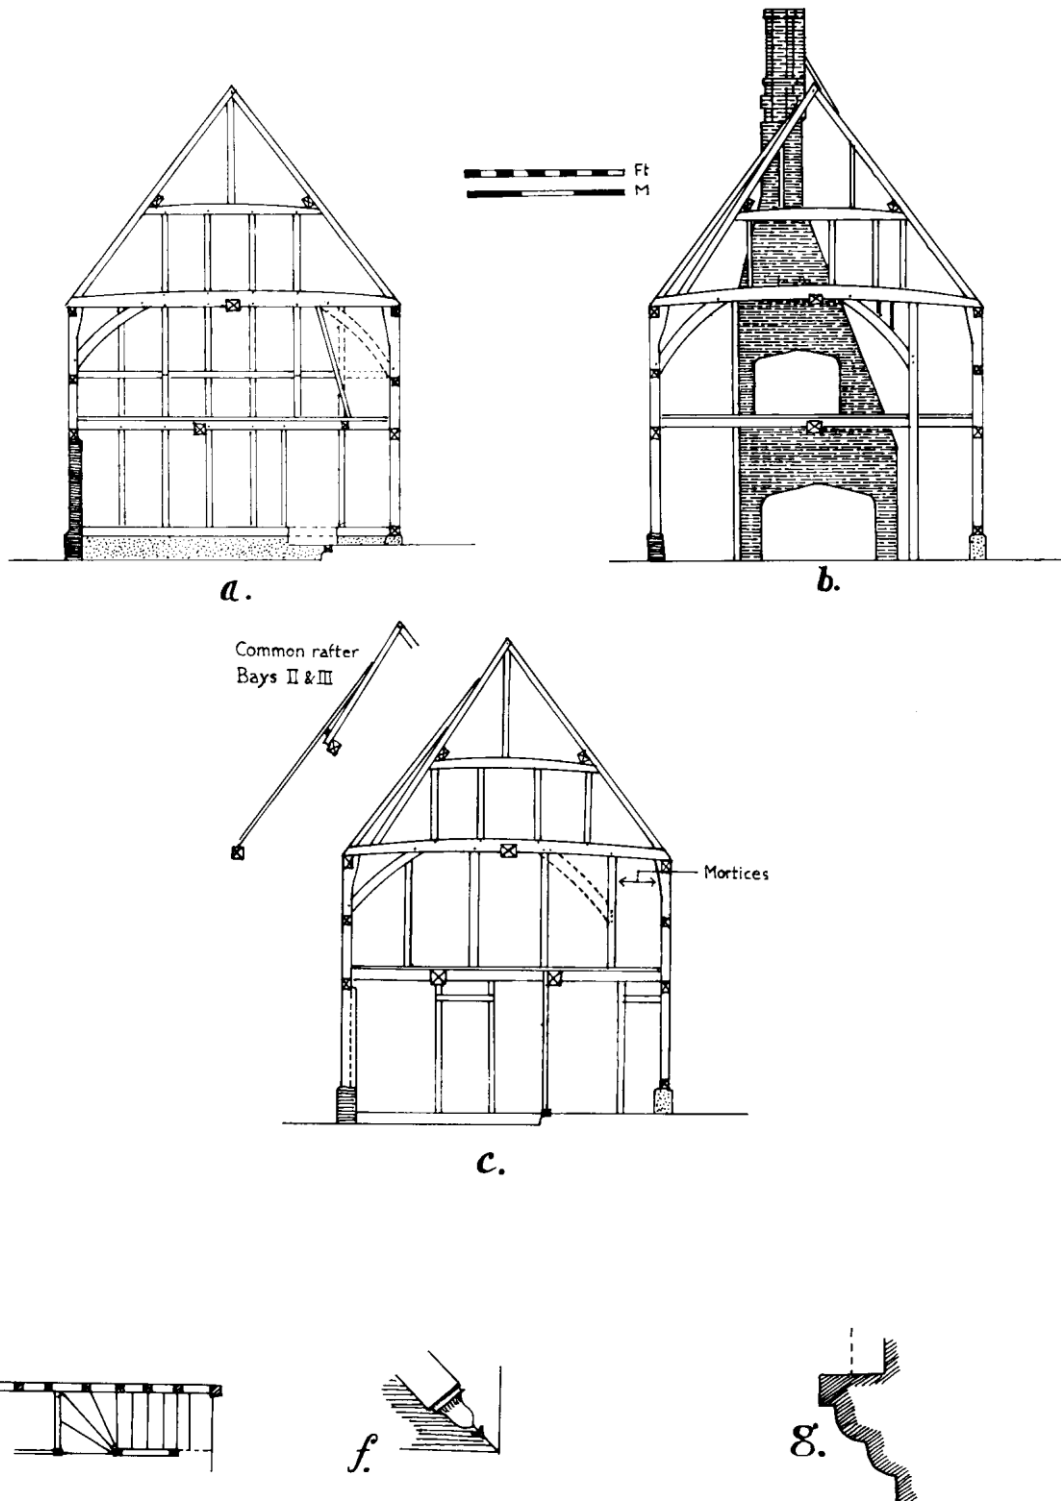 Ft
M
a.
b.
Common rafter
Bays II & III
Mortices
c.
f.
g.